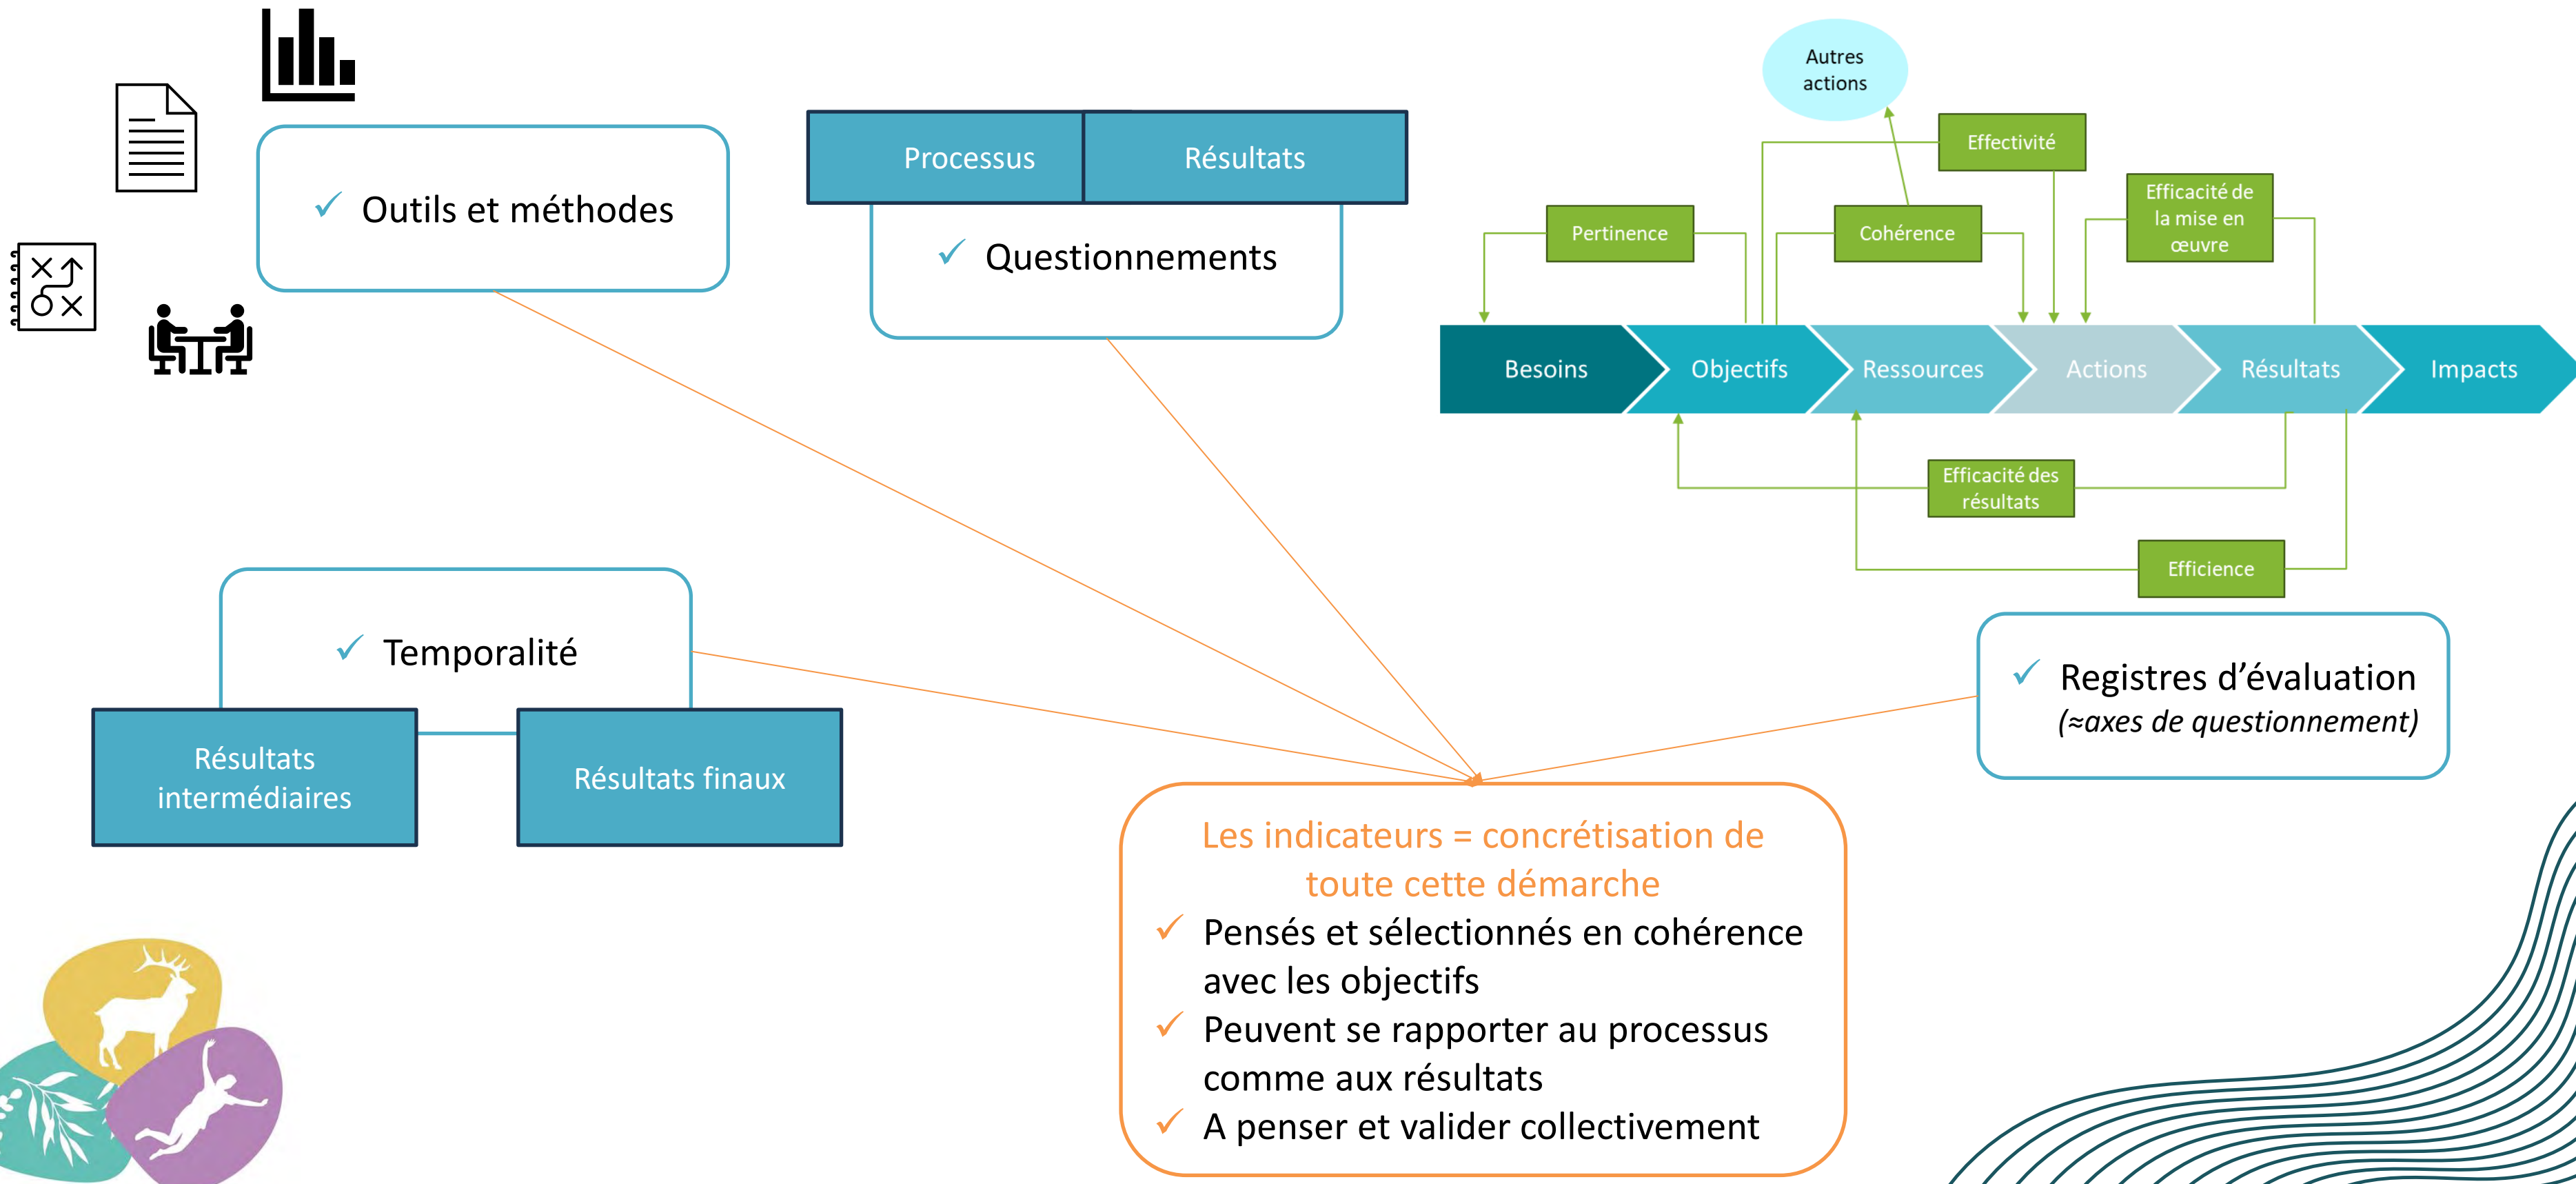 ✓ Outils et méthodes
Processus
Résultats
✓ Questionnements
Autres
actions
Effectivité
Efficacité de
la mise en
œuvre
Pertinence
Cohérence
Besoins
Objectifs
Ressources
Actions
Résultats
Impacts
Efficacité des
résultats
Efficience
✓ Temporalité
Résultats
intermédiaires
Résultats finaux
✓ Registres d’évaluation
(≈axes de questionnement)
Les indicateurs = concrétisation de
toute cette démarche
✓ Pensés et sélectionnés en cohérence
avec les objectifs
✓ Peuvent se rapporter au processus
comme aux résultats
✓ A penser et valider collectivement